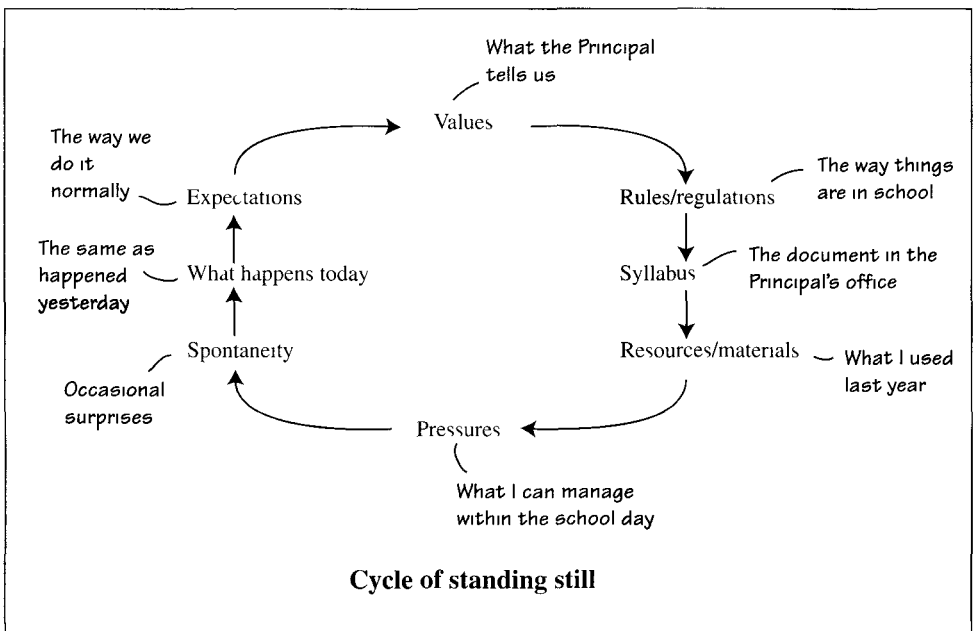 What the Principal
tells us
Values
The way we
do it
normally
Expectations
Rules/regulations
The way things
are in school
The same as
happened
yesterday
What happens today
Syllabus
The document in the
Principal's office
Spontaneity
Resources/materials
What I used
last year
Occasional
surprises
Pressures
What I can manage
within the school day
Cycle of standing still